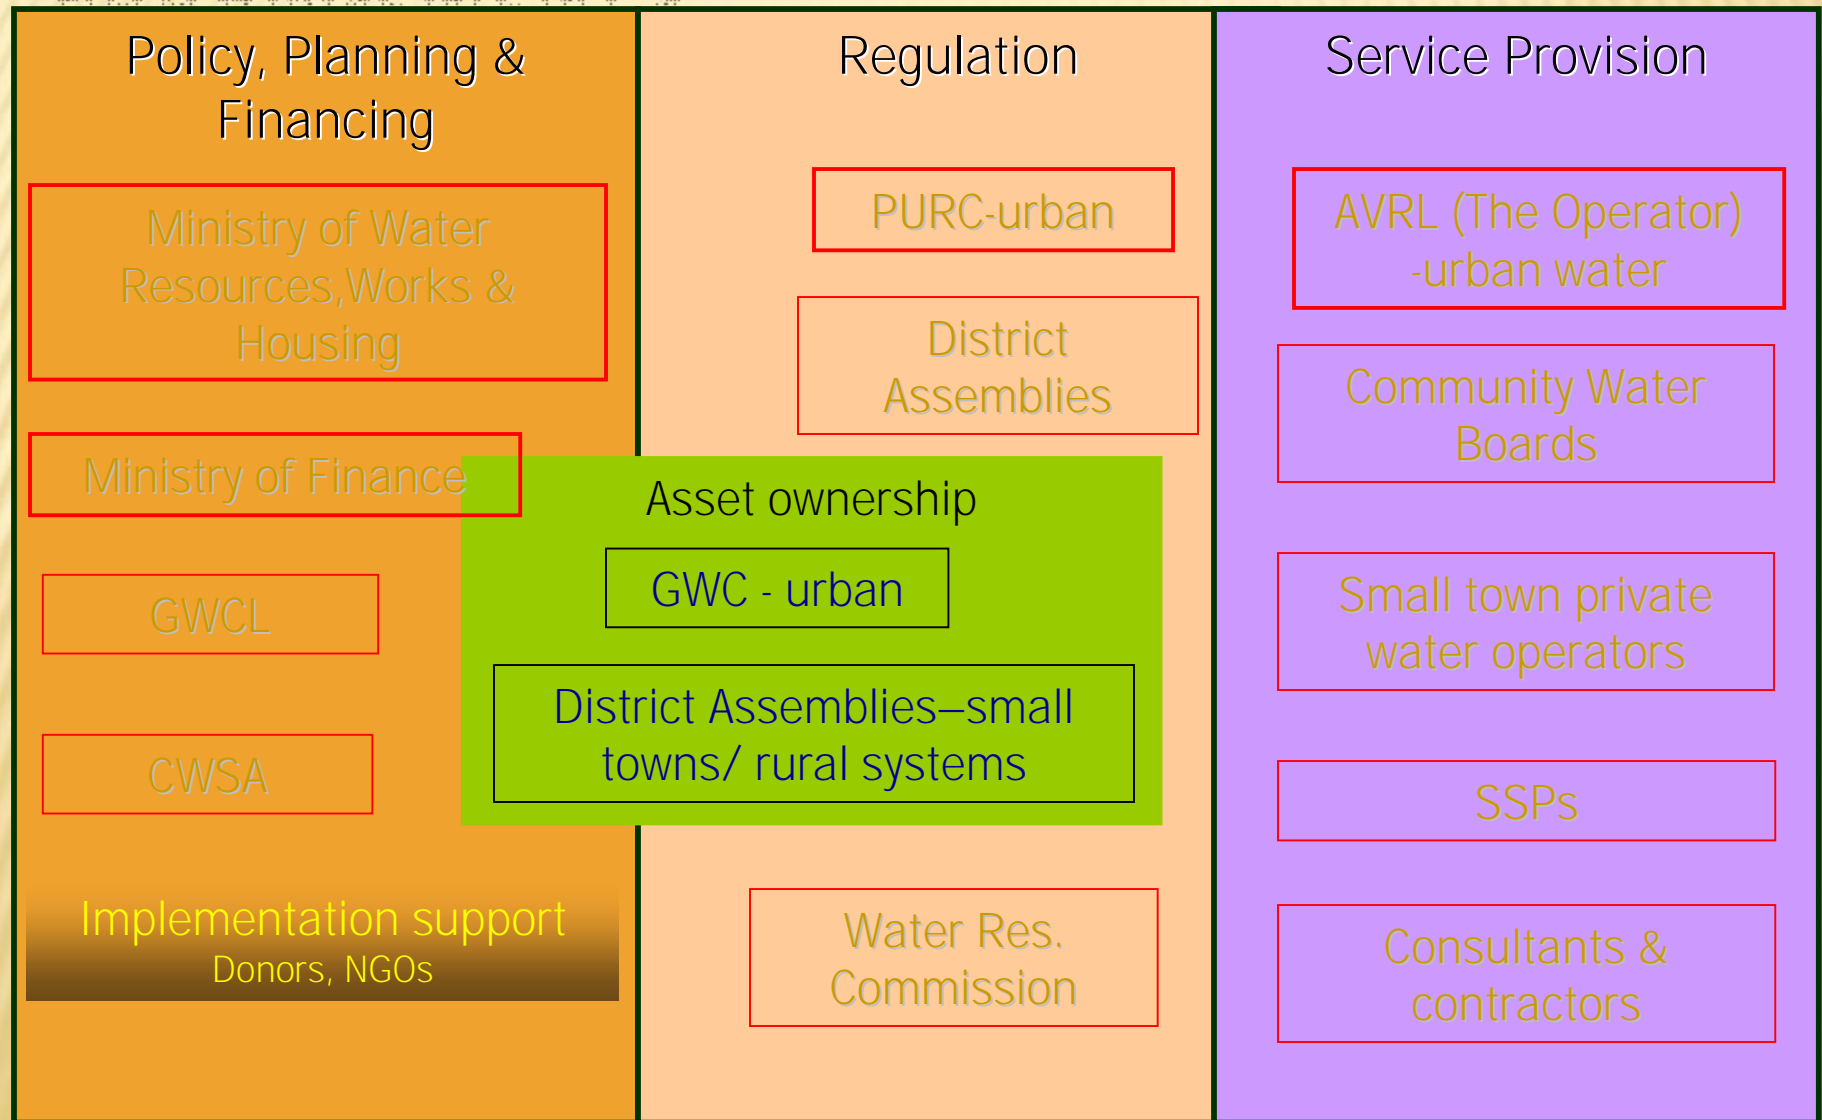 Policy, Planning &
Financing
Ministry of Water
Resources,Works &
Housing
Ministry of Finance
GWCL
CWSA
Implementation support
Donors, NGOs
Regulation
PURC-urban
District
Assemblies
Asset ownership
GWC - urban
District Assemblies–small
towns/ rural systems
Water Res.
Commission
Service Provision
AVRL (The Operator)
-urban water
Community Water
Boards
Small town private
water operators
SSPs
Consultants &
contractors